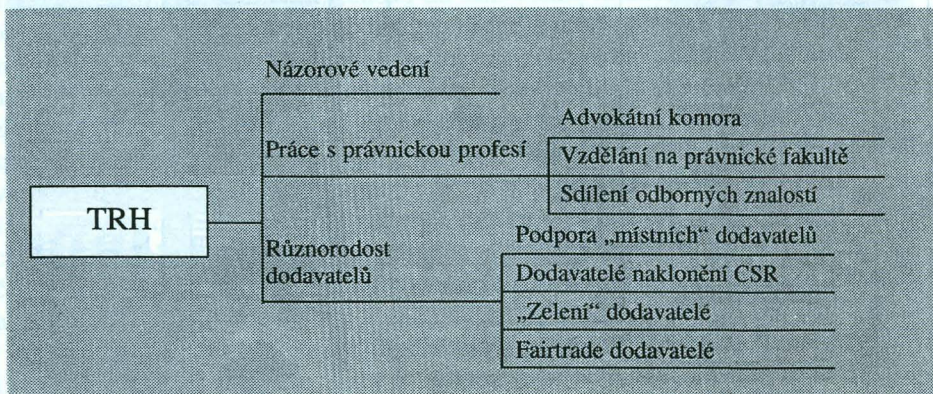 TRH
Názorové vedení
Práce s právnickou profesí
Advokátní komora
Vzdělání na právnické fakultě
Sdílení odborných znalostí
Různorodost
dodavatelů
Podpora „místních“ dodavatelů
Dodavatelé naklonění CSR
„Zelení“ dodavatelé
Fairtrade dodavatelé